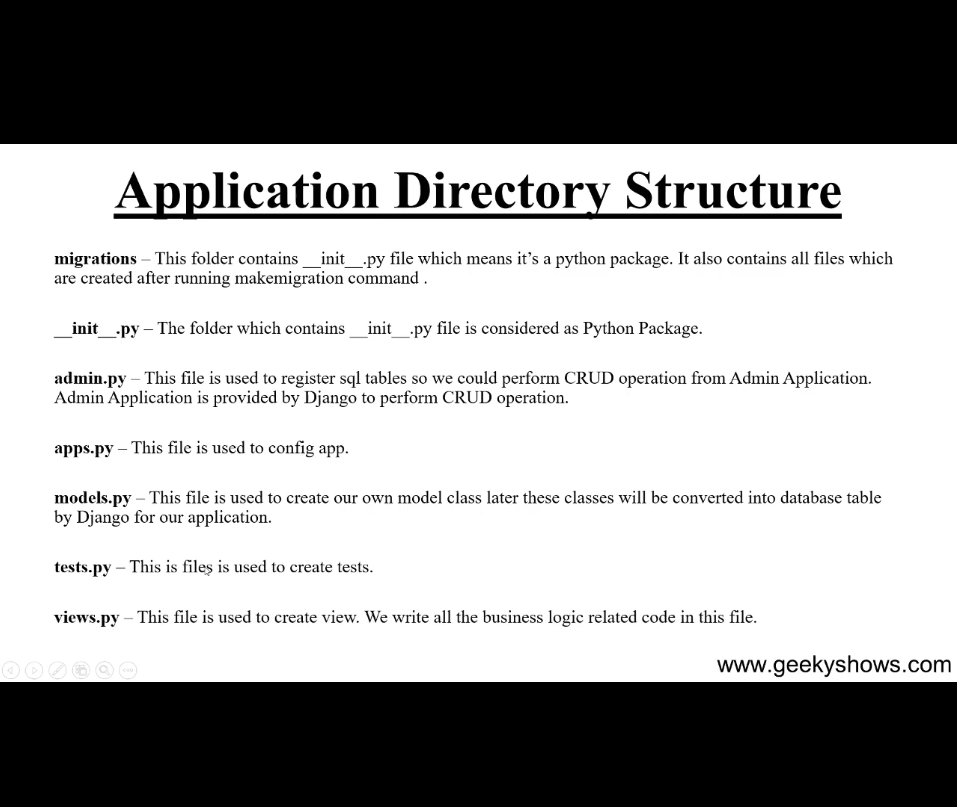 Application Directory Structure
migrations – This folder contains __init__.py file which means it’s a python package. It also contains all files which
are created after running makemigration command .
__init__.py – The folder which contains __init__.py file is considered as Python Package.
admin.py – This file is used to register sql tables so we could perform CRUD operation from Admin Application.
Admin Application is provided by Django to perform CRUD operation.
apps.py – This file is used to config app.
models.py – This file is used to create our own model class later these classes will be converted into database table
by Django for our application.
tests.py – This is files is used to create tests.
views.py – This file is used to create view. We write all the business logic related code in this file.
www.geekyshows.com